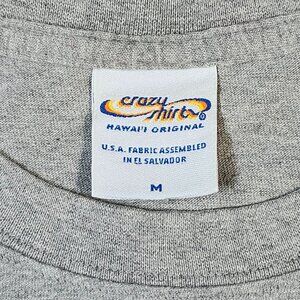 crazy
shirts®
HAWAI'I ORIGINAL
U.S.A. FABRIC ASSEMBLED
IN EL SALVADOR
M